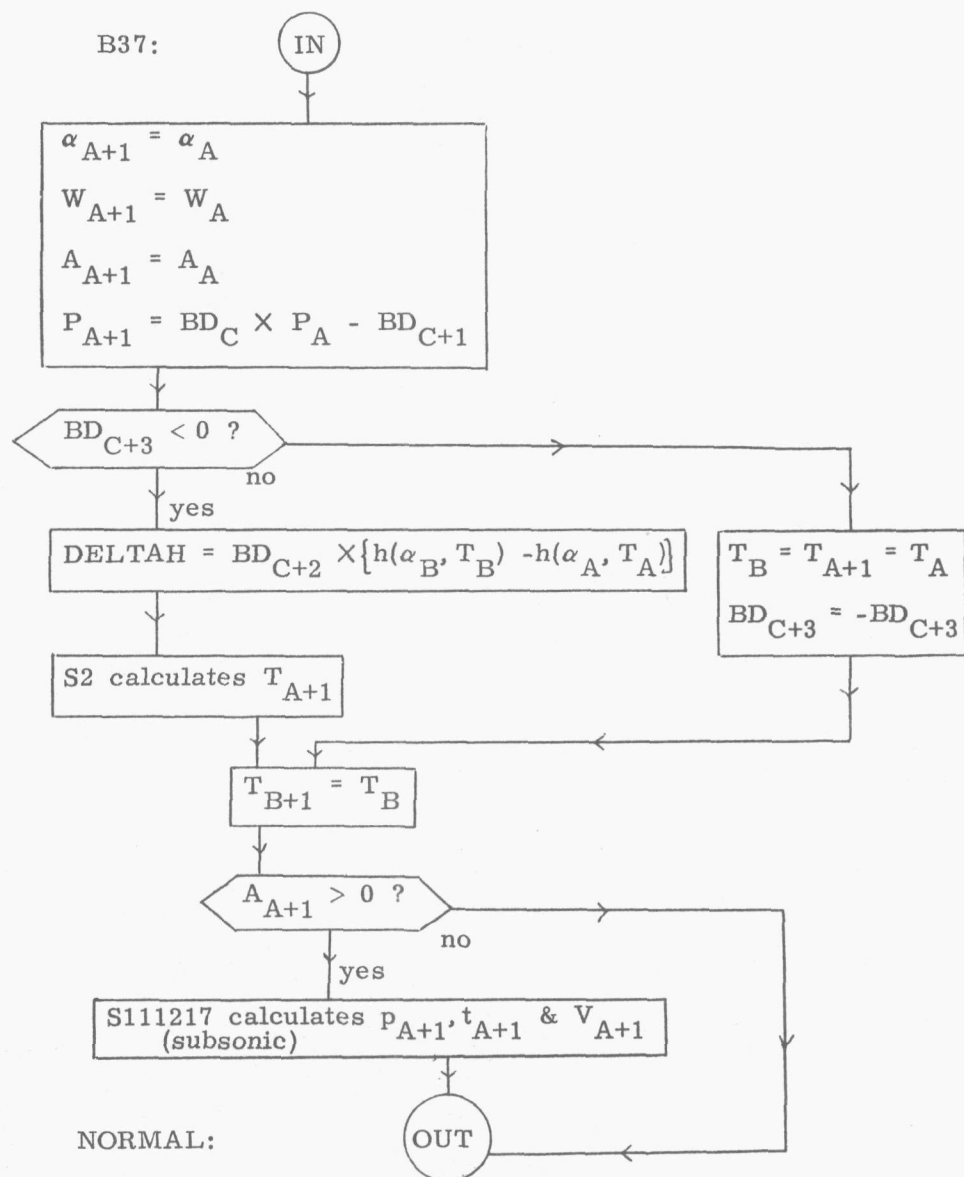 B37:
IN
α_{A+1} = α_A
W_{A+1} = W_A
A_{A+1} = A_A
P_{A+1} = BD_C × P_A - BD_{C+1}
BD_{C+3} < 0 ?
no
yes
DELTAH = BD_{C+2} ×{h(α_B, T_B) -h(α_A, T_A)}
T_B = T_{A+1} = T_A
BD_{C+3} = -BD_{C+3}
S2 calculates T_{A+1}
T_{B+1} = T_B
A_{A+1} > 0 ?
no
yes
S111217 calculates p_{A+1}, t_{A+1} & V_{A+1}
(subsonic)
NORMAL:
OUT